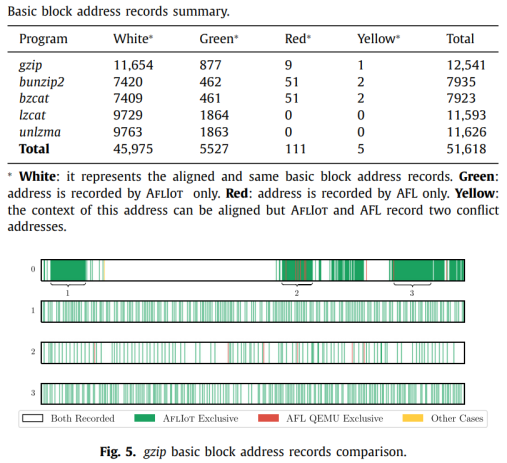 Basic block address records summary.
Program White* Green* Red* Yellow* Total
gzip 11,654 877 9 1 12,541
bunzip2 7420 462 51 2 7935
bzcat 7409 461 51 2 7923
lzcat 9729 1864 0 0 11,593
unlzma 9763 1863 0 0 11,626
Total 45,975 5527 111 5 51,618
* White: it represents the aligned and same basic block address records. Green:
address is recorded by AFLIOT only. Red: address is recorded by AFL only. Yellow:
the context of this address can be aligned but AFLIOT and AFL record two conflict
addresses.
0
1 2 3
1
2
3
Both Recorded AFLIOT Exclusive AFL QEMU Exclusive Other Cases
Fig. 5. gzip basic block address records comparison.